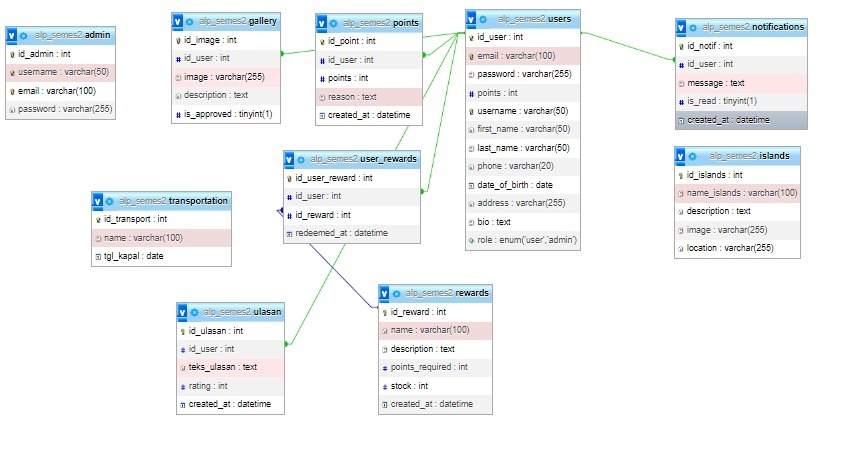 alp_semes2 admin
id_admin : int
username : varchar(50)
email : varchar(100)
password : varchar(255)
alp_semes2 gallery
id_image : int
id_user : int
image : varchar(255)
description : text
is_approved : tinyint(1)
alp_semes2 points
id_point : int
id_user : int
points : int
reason : text
created_at : datetime
alp_semes2 users
id_user : int
email : varchar(100)
password : varchar(255)
points : int
username : varchar(50)
first_name : varchar(50)
last_name : varchar(50)
phone : varchar(20)
date_of_birth : date
address : varchar(255)
bio : text
role : enum('user','admin')
alp_semes2 notifications
id_notif : int
id_user : int
message : text
is_read : tinyint(1)
created_at : datetime
alp_semes2 user_rewards
id_user_reward : int
id_user : int
id_reward : int
redeemed_at : datetime
alp_semes2 islands
id_islands : int
name_islands : varchar(100)
description : text
image : varchar(255)
location : varchar(255)
alp_semes2 transportation
id_transport : int
name : varchar(100)
tgl_kapal : date
alp_semes2 ulasan
id_ulasan : int
id_user : int
teks_ulasan : text
rating : int
created_at : datetime
alp_semes2 rewards
id_reward : int
name : varchar(100)
description : text
points_required : int
stock : int
created_at : datetime